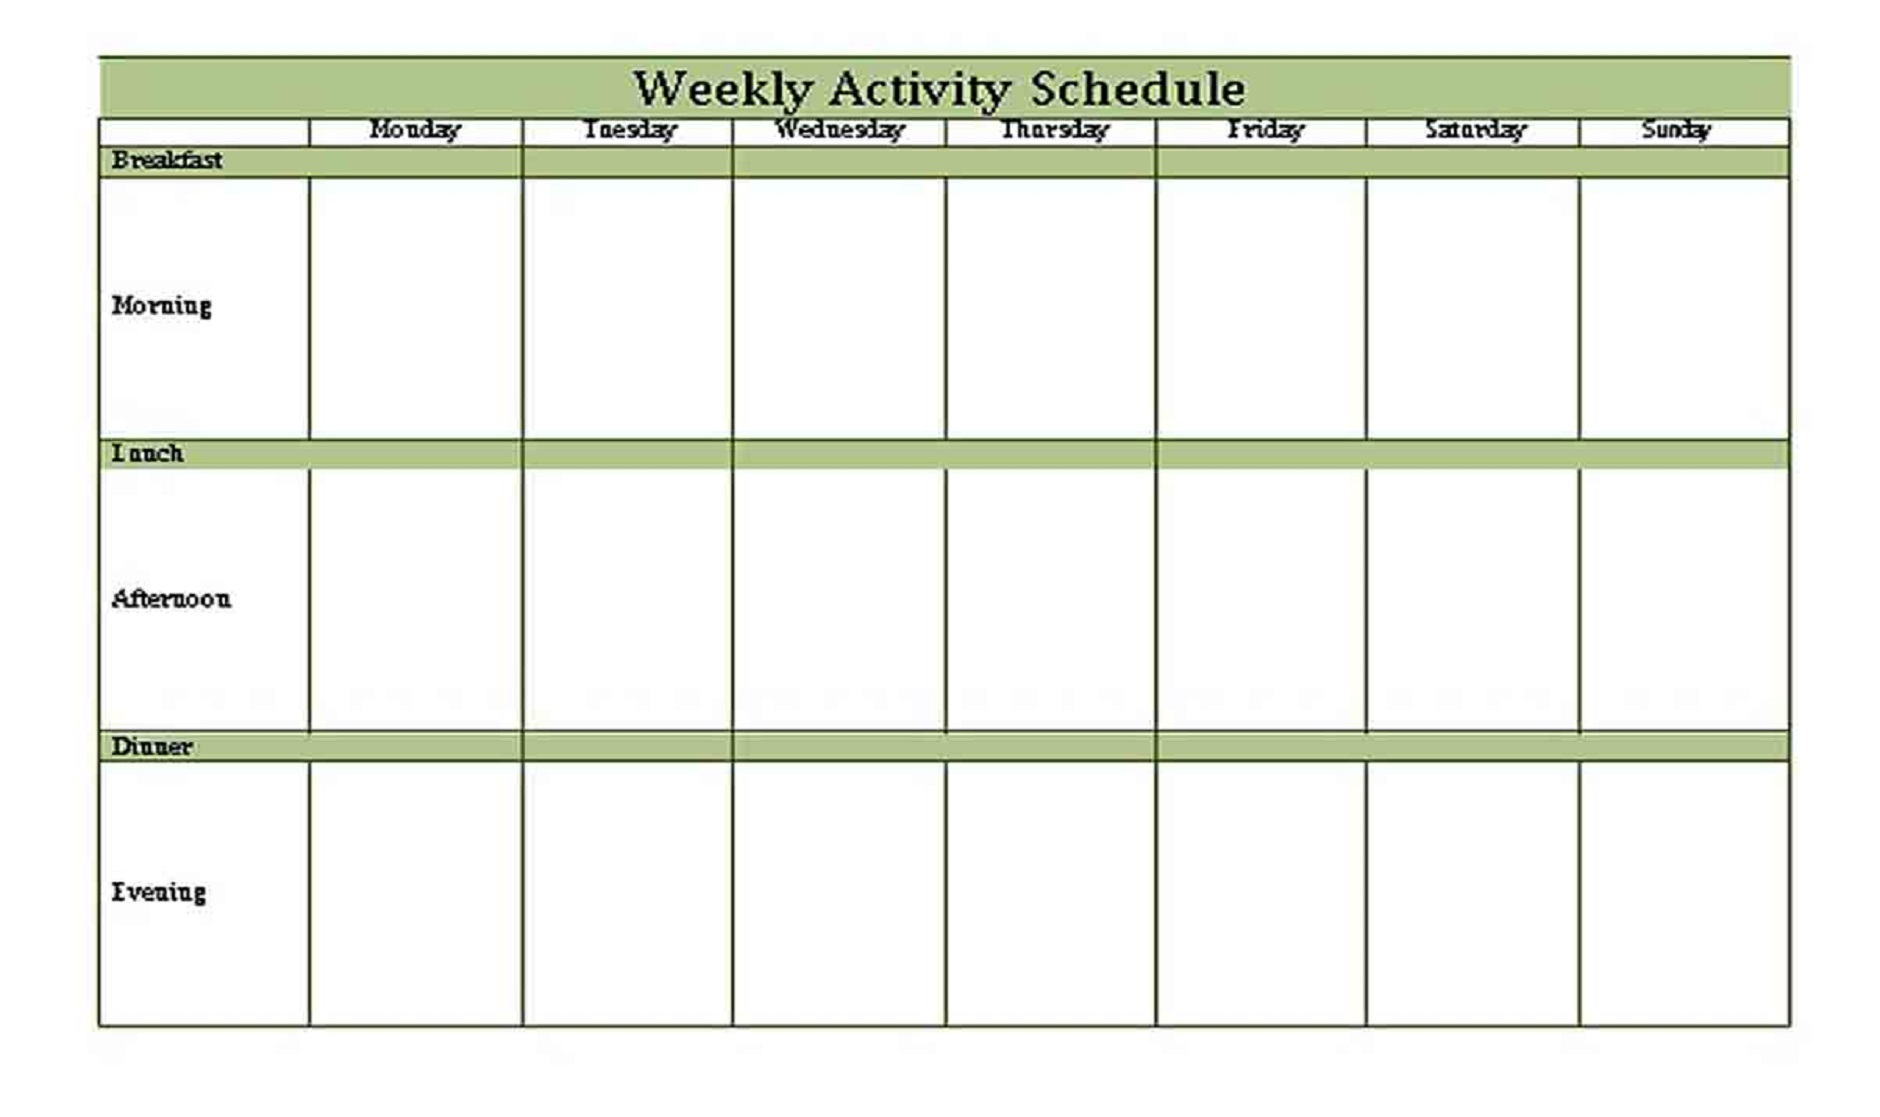 Weekly Activity Schedule
Monday Tuesday Wednesday Thursday Friday Saturday Sunday
Breakfast
Morning
Lunch
Afternoon
Dinner
Evening